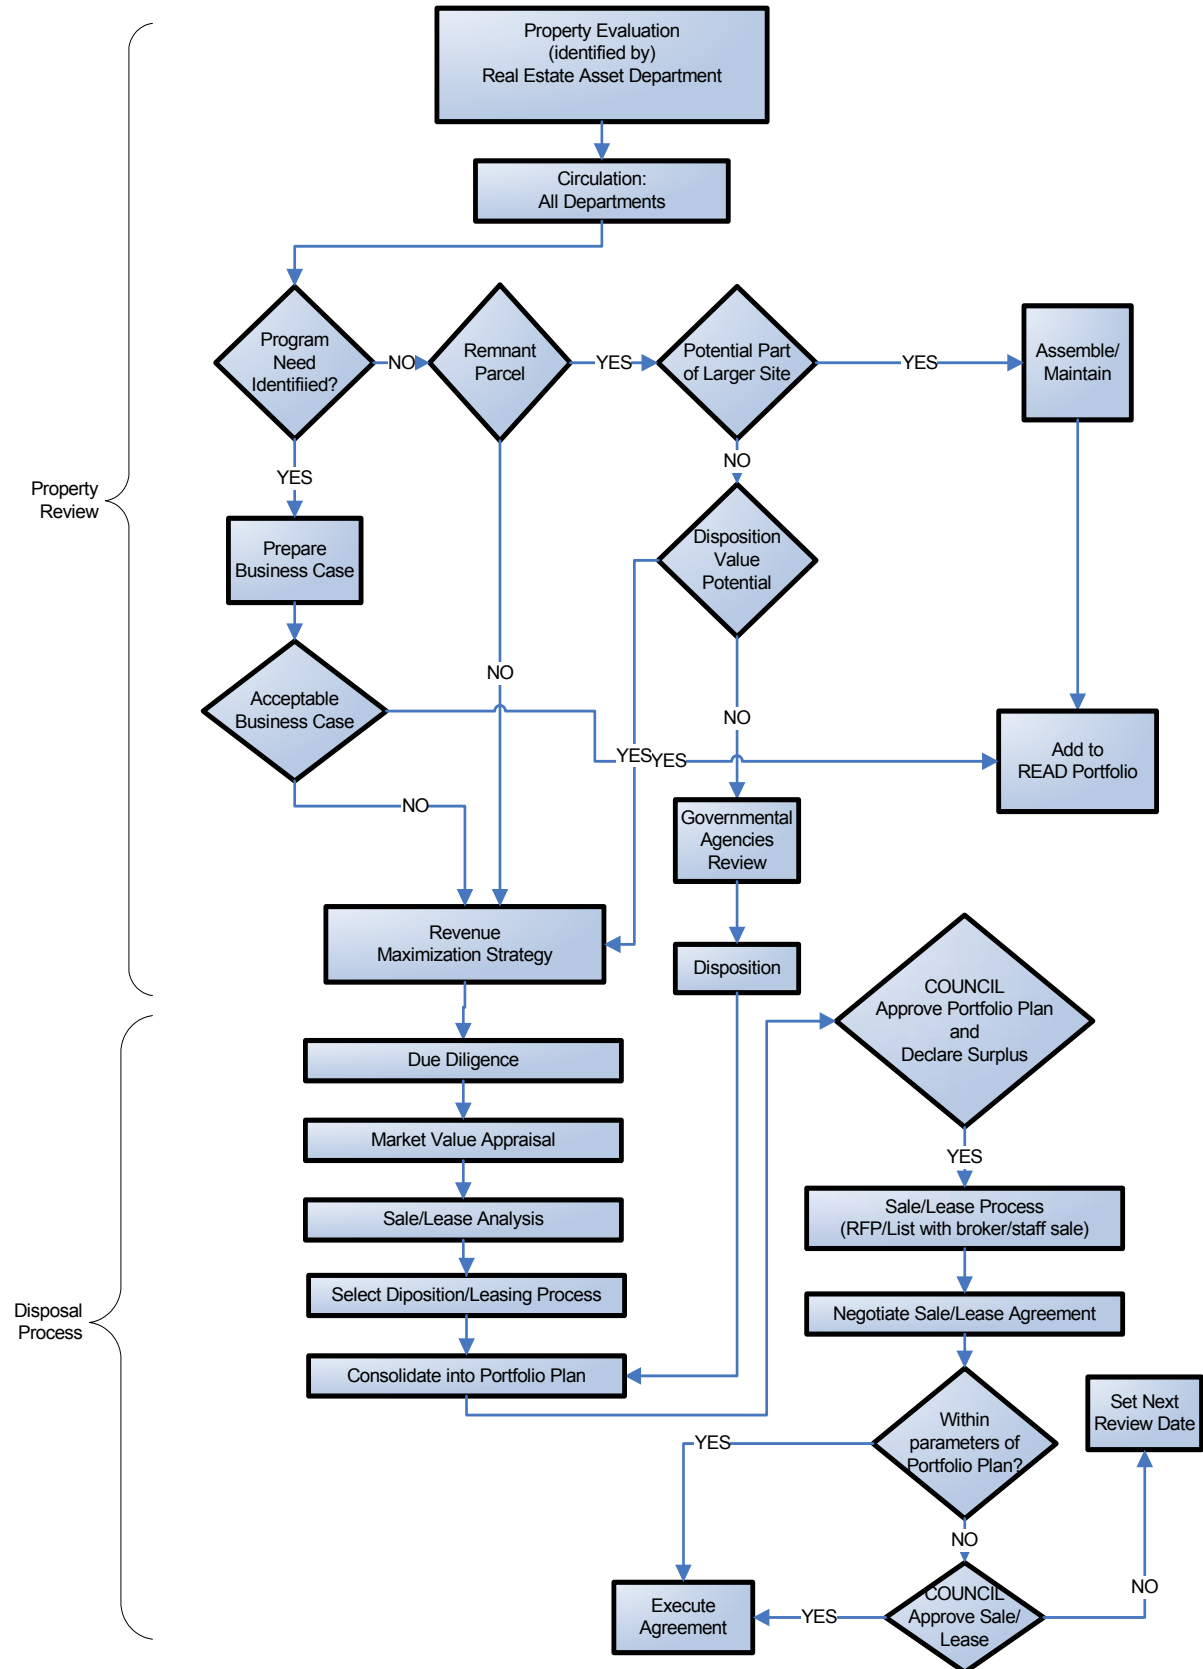 Property Evaluation
(identified by)
Real Estate Asset Department
Circulation:
All Departments
Program
Need
Identifiied?
NO
Remnant
Parcel
YES
Potential Part
of Larger Site
YES
Assemble/
Maintain
YES
NO
Property
Review
Prepare
Business Case
Disposition
Value
Potential
NO
Acceptable
Business Case
NO
YES
YES
Add to
READ Portfolio
NO
Governmental
Agencies
Review
Revenue
Maximization Strategy
Disposition
COUNCIL
Approve Portfolio Plan
and
Declare Surplus
Due Diligence
Market Value Appraisal
YES
Sale/Lease Analysis
Sale/Lease Process
(RFP/List with broker/staff sale)
Select Diposition/Leasing Process
Negotiate Sale/Lease Agreement
Disposal
Process
Consolidate into Portfolio Plan
Within
parameters of
Portfolio Plan?
Set Next
Review Date
YES
NO
NO
Execute
Agreement
YES
COUNCIL
Approve Sale/
Lease